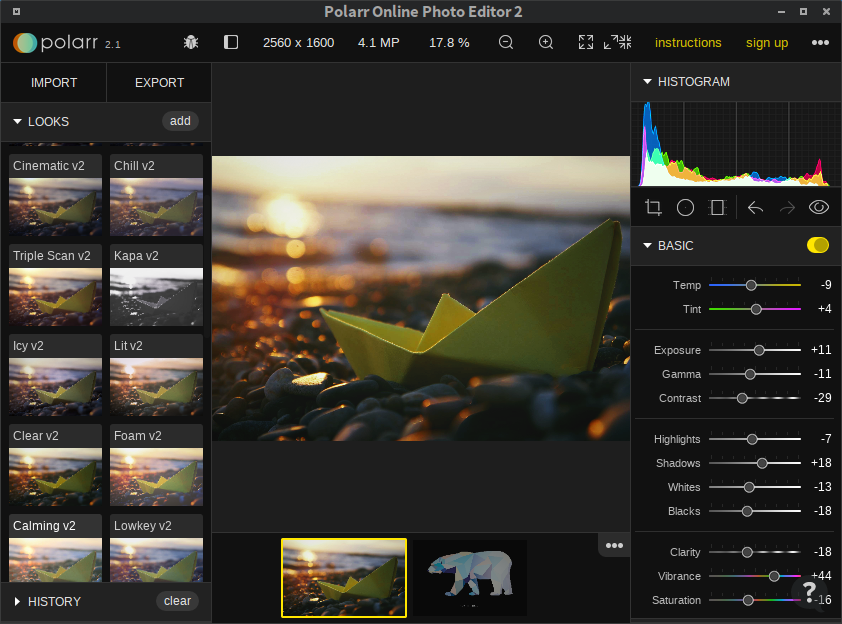 Polarr Online Photo Editor 2
polarr 2.1
2560 x 1600
4.1 MP
17.8 %
instructions
sign up
IMPORT
EXPORT
LOOKS
add
Cinematic v2
Chill v2
Triple Scan v2
Kapa v2
Icy v2
Lit v2
Clear v2
Foam v2
Calming v2
Lowkey v2
HISTORY
clear
HISTOGRAM
BASIC
Temp -9
Tint +4
Exposure +11
Gamma -11
Contrast -29
Highlights -7
Shadows +18
Whites -13
Blacks -18
Clarity -18
Vibrance +44
Saturation -16
?